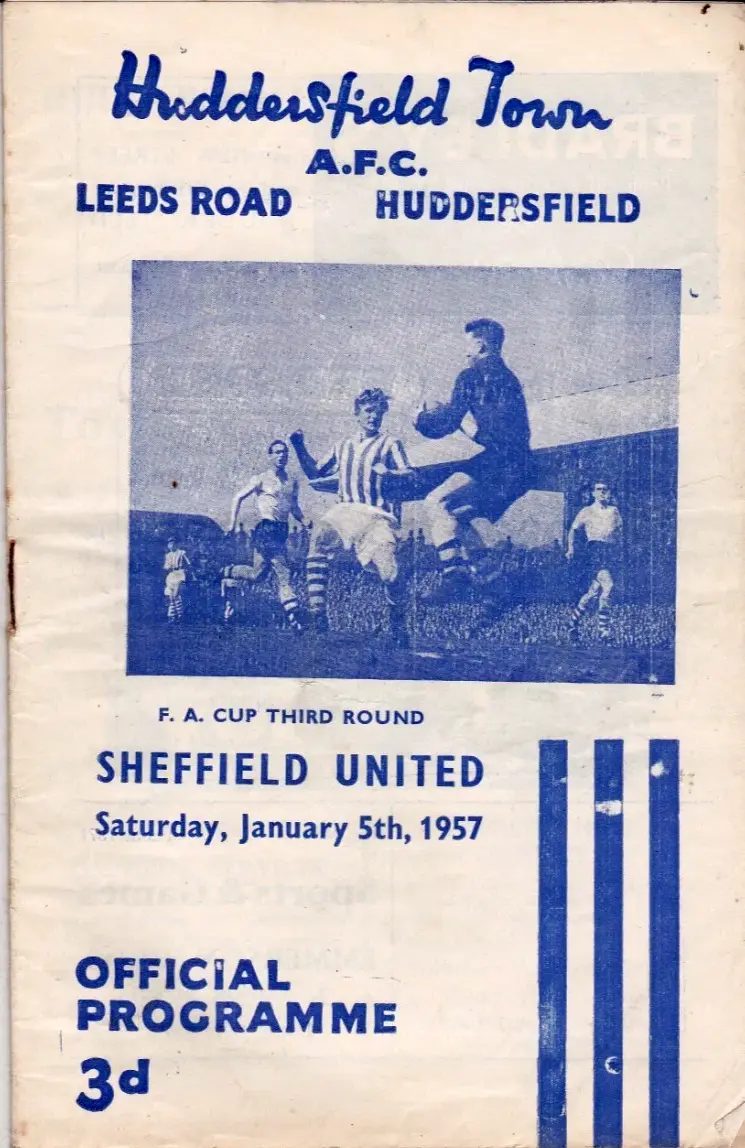 Huddersfield Town
A.F.C.
LEEDS ROAD HUDDERSFIELD
F. A. CUP THIRD ROUND
SHEFFIELD UNITED
Saturday, January 5th, 1957
OFFICIAL
PROGRAMME
3d